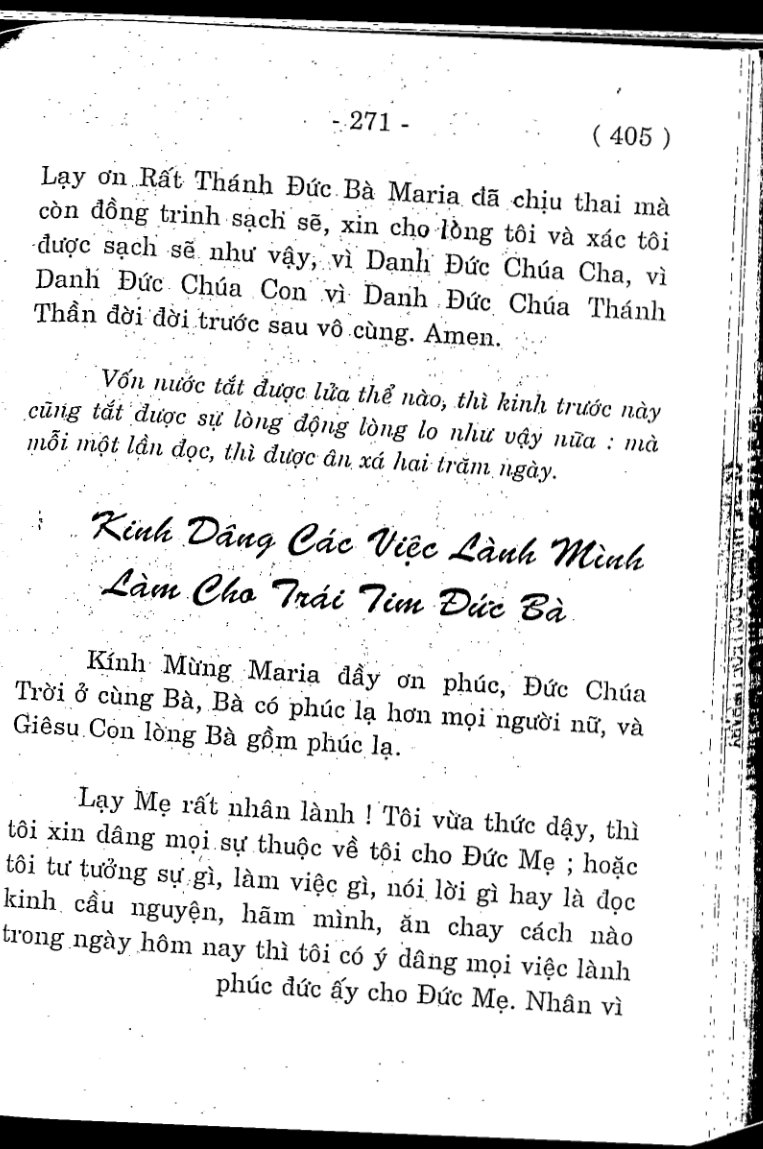 - 271 -
( 405 )
Lạy ơn Rất Thánh Đức Bà Maria đã chịu thai mà
còn đồng trinh sạch sẽ, xin cho lòng tôi và xác tôi
được sạch sẽ như vậy, vì Danh Đức Chúa Cha, vì
Danh Đức Chúa Con vì Danh Đức Chúa Thánh
Thần đời đời trước sau vô cùng. Amen.
Vốn nước tắt được lửa thể nào, thì kinh trước này
cũng tắt được sự lòng động lòng lo như vậy nữa : mà
mỗi một lần đọc, thì được ân xá hai trăm ngày.
Kinh Dâng Các Việc Lành Mình
Làm Cho Trái Tim Đức Bà
Kính Mừng Maria đầy ơn phúc, Đức Chúa
Trời ở cùng Bà, Bà có phúc lạ hơn mọi người nữ, và
Giêsu Con lòng Bà gồm phúc lạ.
Lạy Mẹ rất nhân lành ! Tôi vừa thức dậy, thì
tôi xin dâng mọi sự thuộc về tôi cho Đức Mẹ ; hoặc
tôi tư tưởng sự gì, làm việc gì, nói lời gì hay là đọc
kinh cầu nguyện, hãm mình, ăn chay cách nào
trong ngày hôm nay thì tôi có ý dâng mọi việc lành
phúc đức ấy cho Đức Mẹ. Nhân vì